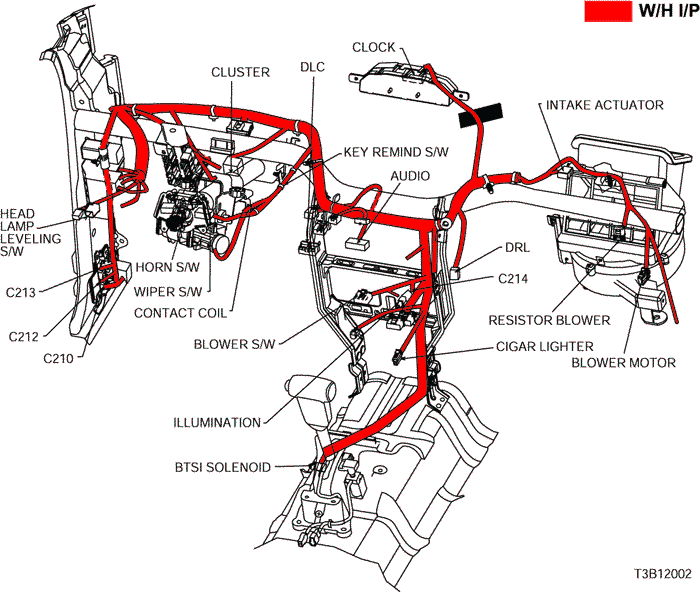 W/H I/P
CLOCK
DLC
CLUSTER
INTAKE ACTUATOR
KEY REMIND S/W
AUDIO
HEAD
LAMP
LEVELING
S/W
DRL
HORN S/W
C213
WIPER S/W
C214
CONTACT COIL
RESISTOR BLOWER
C212
BLOWER S/W
CIGAR LIGHTER
C210
BLOWER MOTOR
ILLUMINATION
BTSI SOLENOID
T3B12002